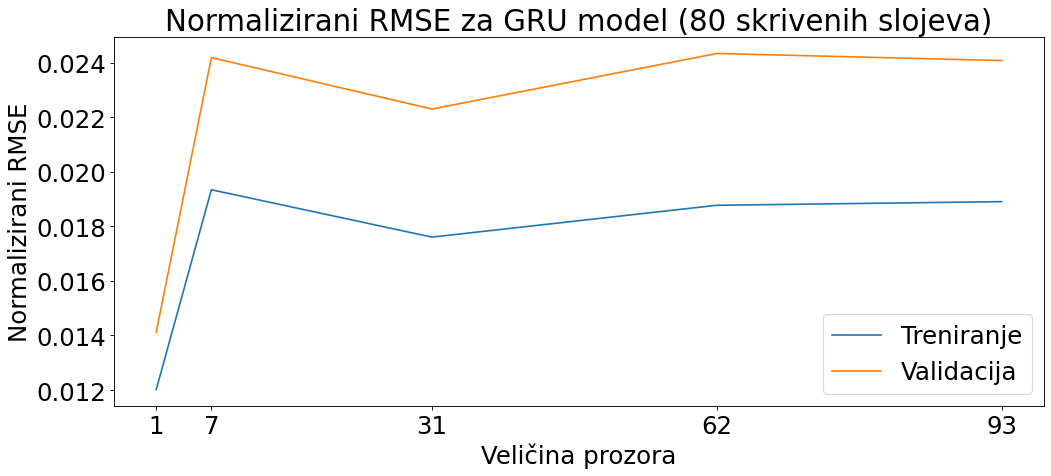 Normalizirani RMSE za GRU model (80 skrivenih slojeva)
Normalizirani RMSE
0.024
0.022
0.020
0.018
0.016
0.014
0.012
Treniranje
Validacija
1 7 31 62 93
Veličina prozora